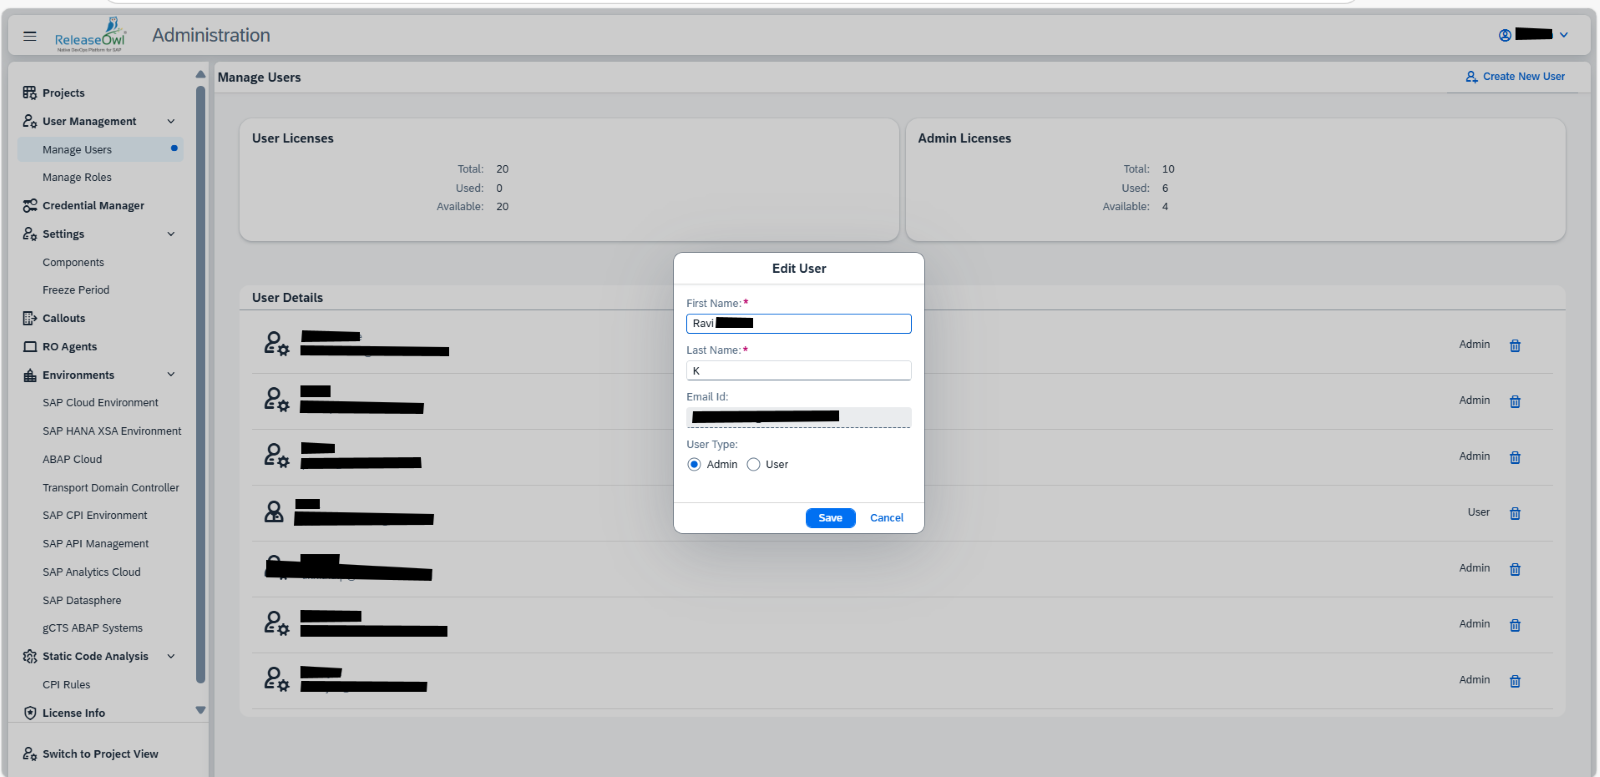 ReleaseOwl
Native DevOps Platform for SAP
Administration
Projects
User Management
Manage Users
Manage Roles
Credential Manager
Settings
Components
Freeze Period
Callouts
RO Agents
Environments
SAP Cloud Environment
SAP HANA XSA Environment
ABAP Cloud
Transport Domain Controller
SAP CPI Environment
SAP API Management
SAP Analytics Cloud
SAP Datasphere
gCTS ABAP Systems
Static Code Analysis
CPI Rules
License Info
Switch to Project View
Manage Users
Create New User
User Licenses
Total: 20
Used: 0
Available: 20
Admin Licenses
Total: 10
Used: 6
Available: 4
User Details
Admin
Admin
Admin
User
Admin
Admin
Admin
Edit User
First Name:*
Ravi
Last Name:*
K
Email Id:
User Type:
Admin User
Save Cancel